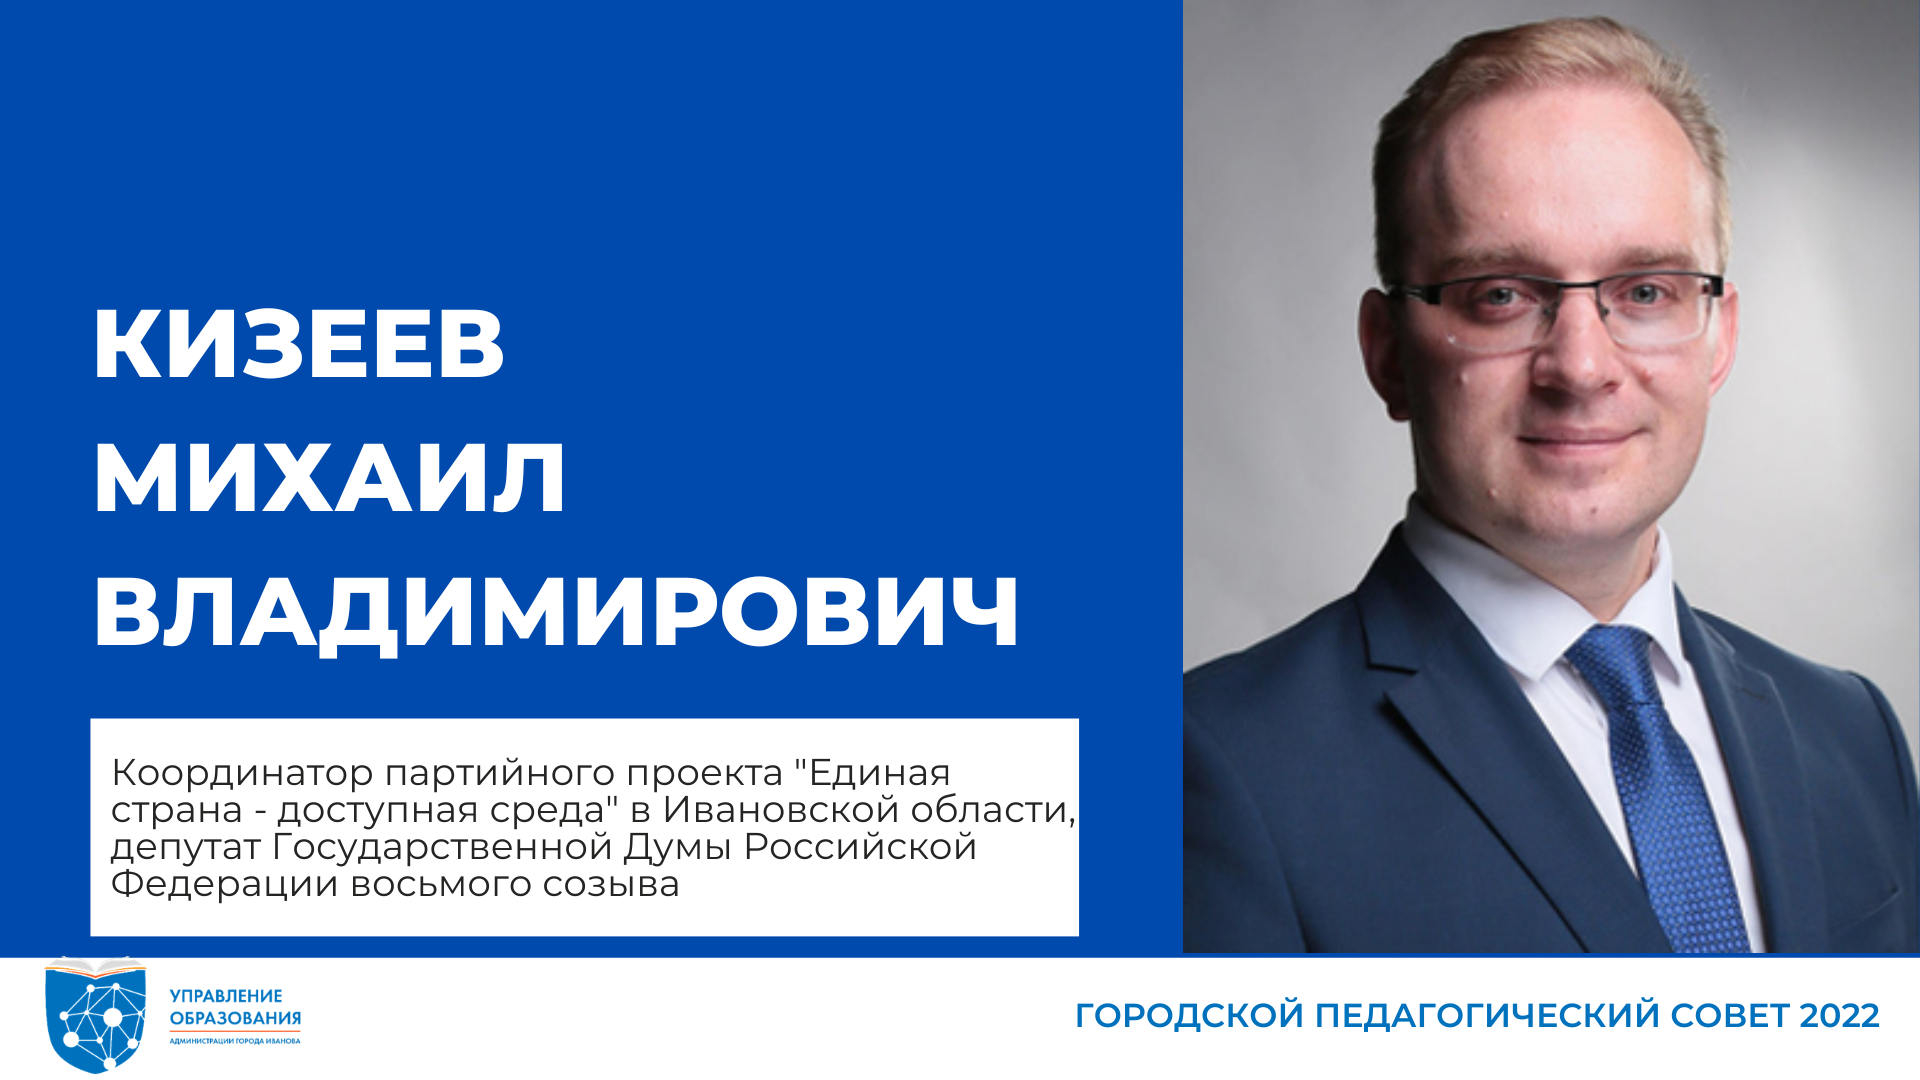 КИЗЕЕВ
МИХАИЛ
ВЛАДИМИРОВИЧ
Координатор партийного проекта "Единая
страна - доступная среда" в Ивановской области,
депутат Государственной Думы Российской
Федерации восьмого созыва
УПРАВЛЕНИЕ
ОБРАЗОВАНИЯ
АДМИНИСТРАЦИИ ГОРОДА ИВАНОВА
ГОРОДСКОЙ ПЕДАГОГИЧЕСКИЙ СОВЕТ 2022